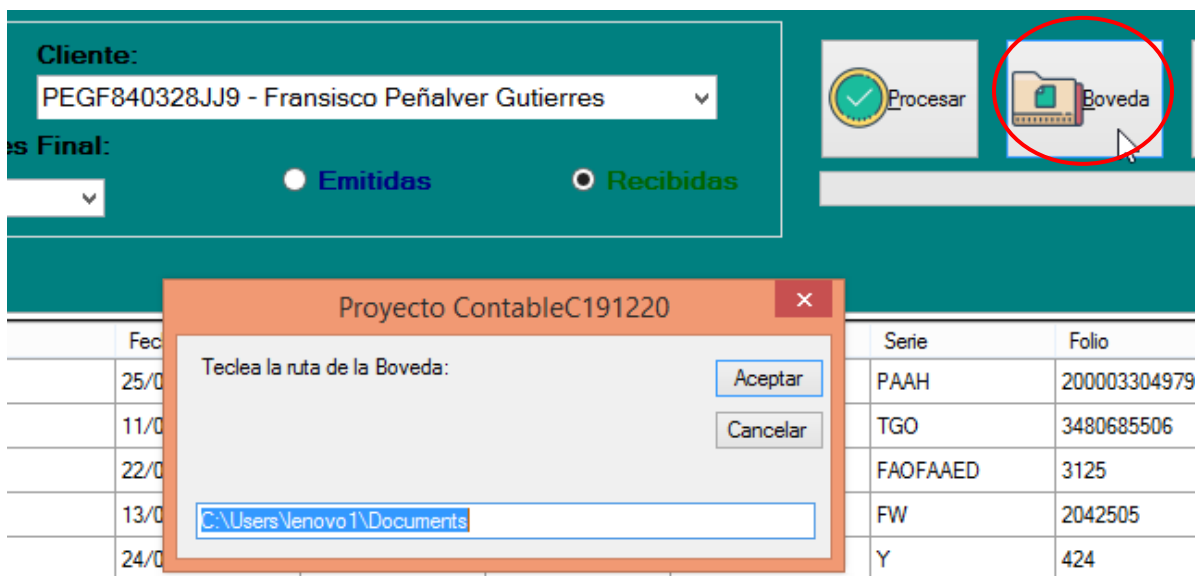 Cliente:
PEGF840328JJ9 - Fransisco Peñalver Gutierres
es Final:
Emitidas
Recibidas
Procesar
Boveda
Proyecto ContableC191220
Teclea la ruta de la Boveda:
Aceptar
Cancelar
C:\Users\lenovo1\Documents
Fec Serie Folio
25/0 PAAH 200003304979
11/0 TGO 3480685506
22/0 FAOFAAED 3125
13/0 FW 2042505
24/0 Y 424